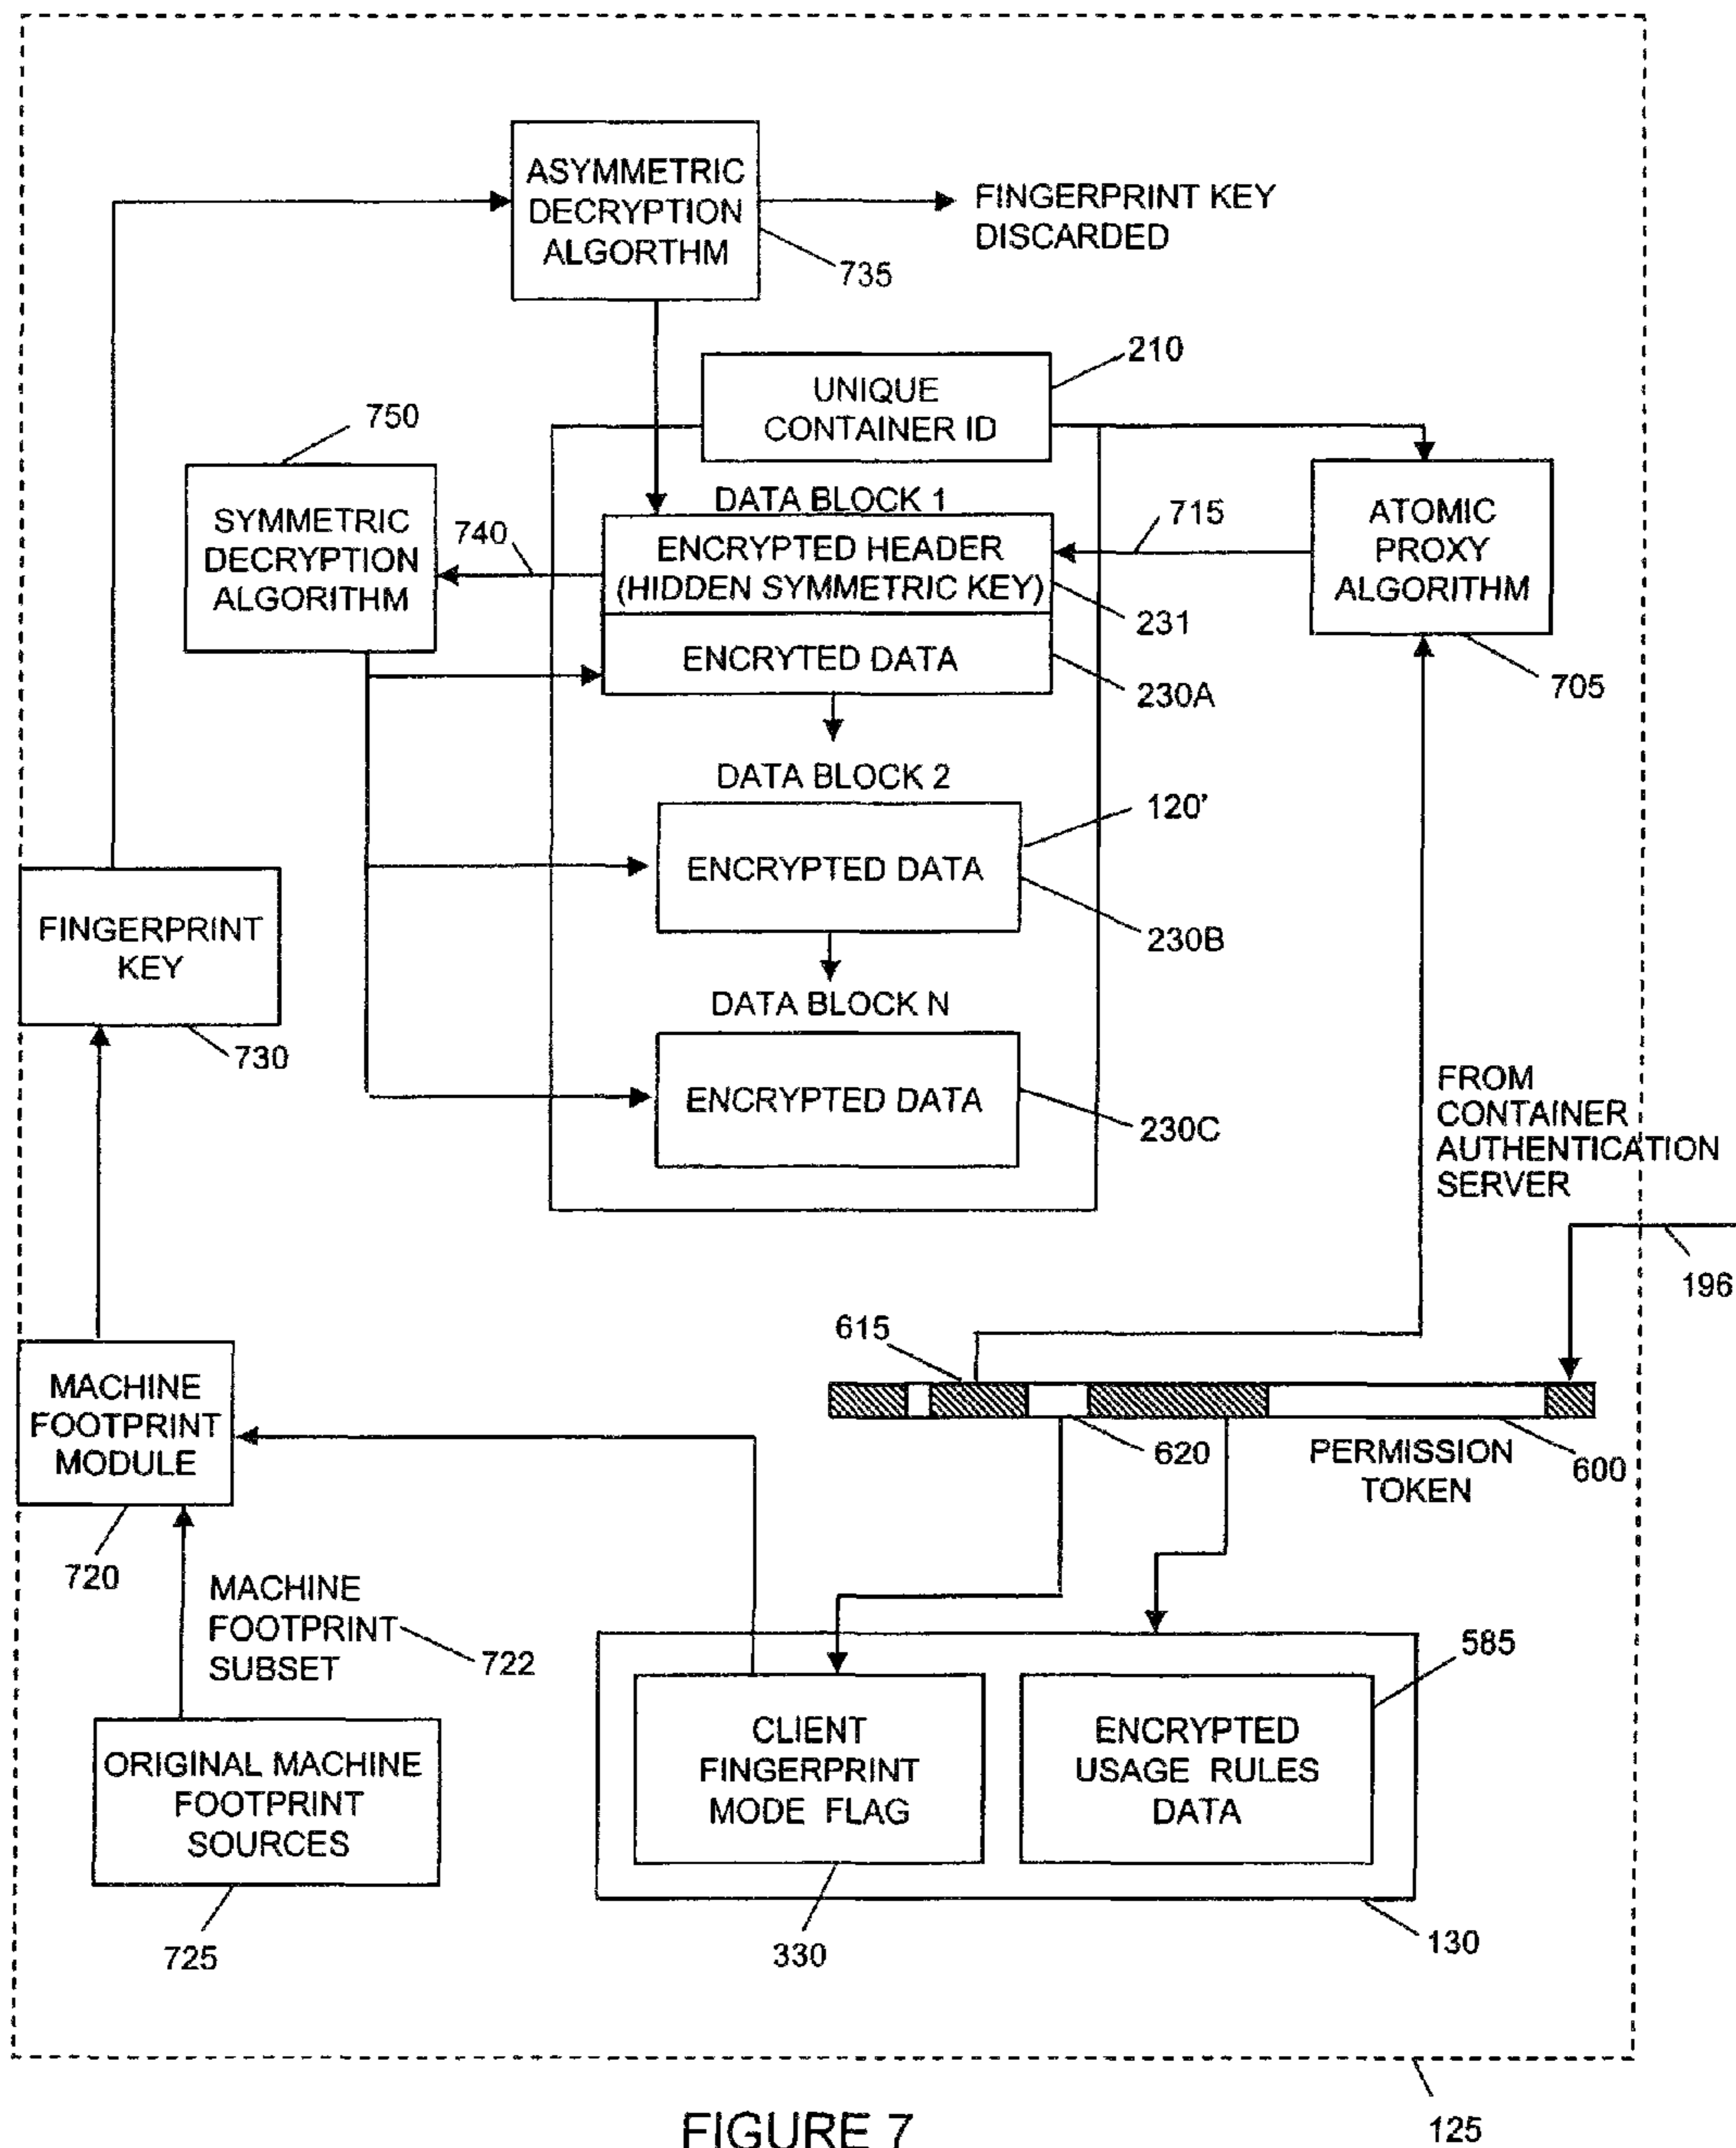 ASYMMETRIC
DECRYPTION
ALGORTHM
735
FINGERPRINT KEY
DISCARDED
210
UNIQUE
CONTAINER ID
750
SYMMETRIC
DECRYPTION
ALGORITHM
740
DATA BLOCK 1
ENCRYPTED HEADER
(HIDDEN SYMMETRIC KEY)
231
715
ATOMIC
PROXY
ALGORITHM
705
ENCRYTED DATA
230A
DATA BLOCK 2
120'
ENCRYPTED DATA
230B
FINGERPRINT
KEY
730
DATA BLOCK N
ENCRYPTED DATA
230C
FROM
CONTAINER
AUTHENTICATION
SERVER
196
615
620
PERMISSION
TOKEN
600
MACHINE
FOOTPRINT
MODULE
720
MACHINE
FOOTPRINT
SUBSET
722
ORIGINAL MACHINE
FOOTPRINT
SOURCES
725
CLIENT
FINGERPRINT
MODE FLAG
330
585
ENCRYPTED
USAGE RULES
DATA
130
125
FIGURE 7